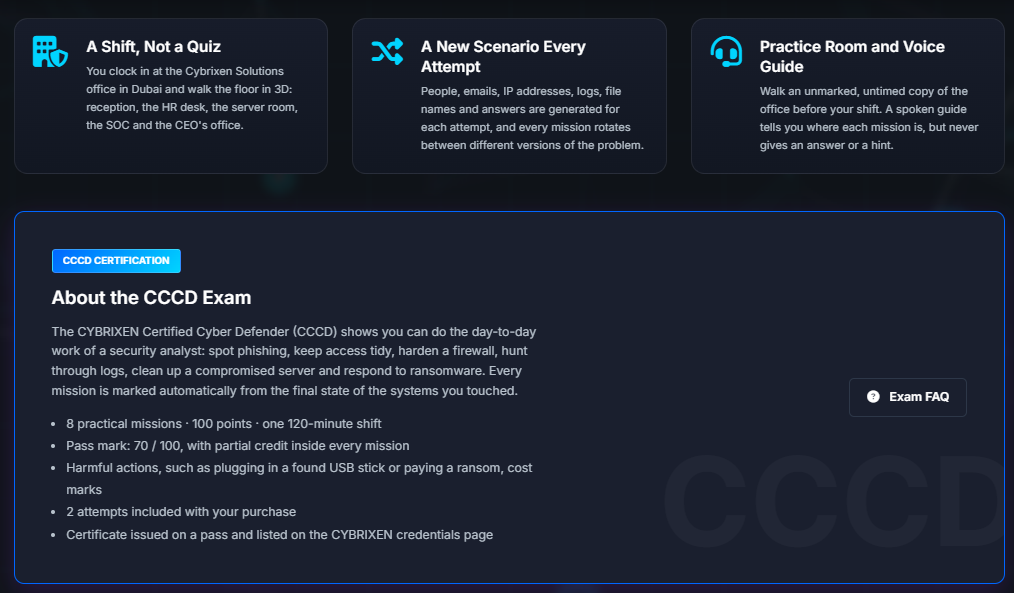 A Shift, Not a Quiz
You clock in at the Cybrixen Solutions
office in Dubai and walk the floor in 3D:
reception, the HR desk, the server room,
the SOC and the CEO's office.
A New Scenario Every
Attempt
People, emails, IP addresses, logs, file
names and answers are generated for
each attempt, and every mission rotates
between different versions of the problem.
Practice Room and Voice
Guide
Walk an unmarked, untimed copy of the
office before your shift. A spoken guide
tells you where each mission is, but never
gives an answer or a hint.
CCCD CERTIFICATION
About the CCCD Exam
The CYBRIXEN Certified Cyber Defender (CCCD) shows you can do the day-to-day
work of a security analyst: spot phishing, keep access tidy, harden a firewall, hunt
through logs, clean up a compromised server and respond to ransomware. Every
mission is marked automatically from the final state of the systems you touched.
• 8 practical missions · 100 points · one 120-minute shift
• Pass mark: 70 / 100, with partial credit inside every mission
• Harmful actions, such as plugging in a found USB stick or paying a ransom, cost
marks
• 2 attempts included with your purchase
• Certificate issued on a pass and listed on the CYBRIXEN credentials page
? Exam FAQ
CCCD